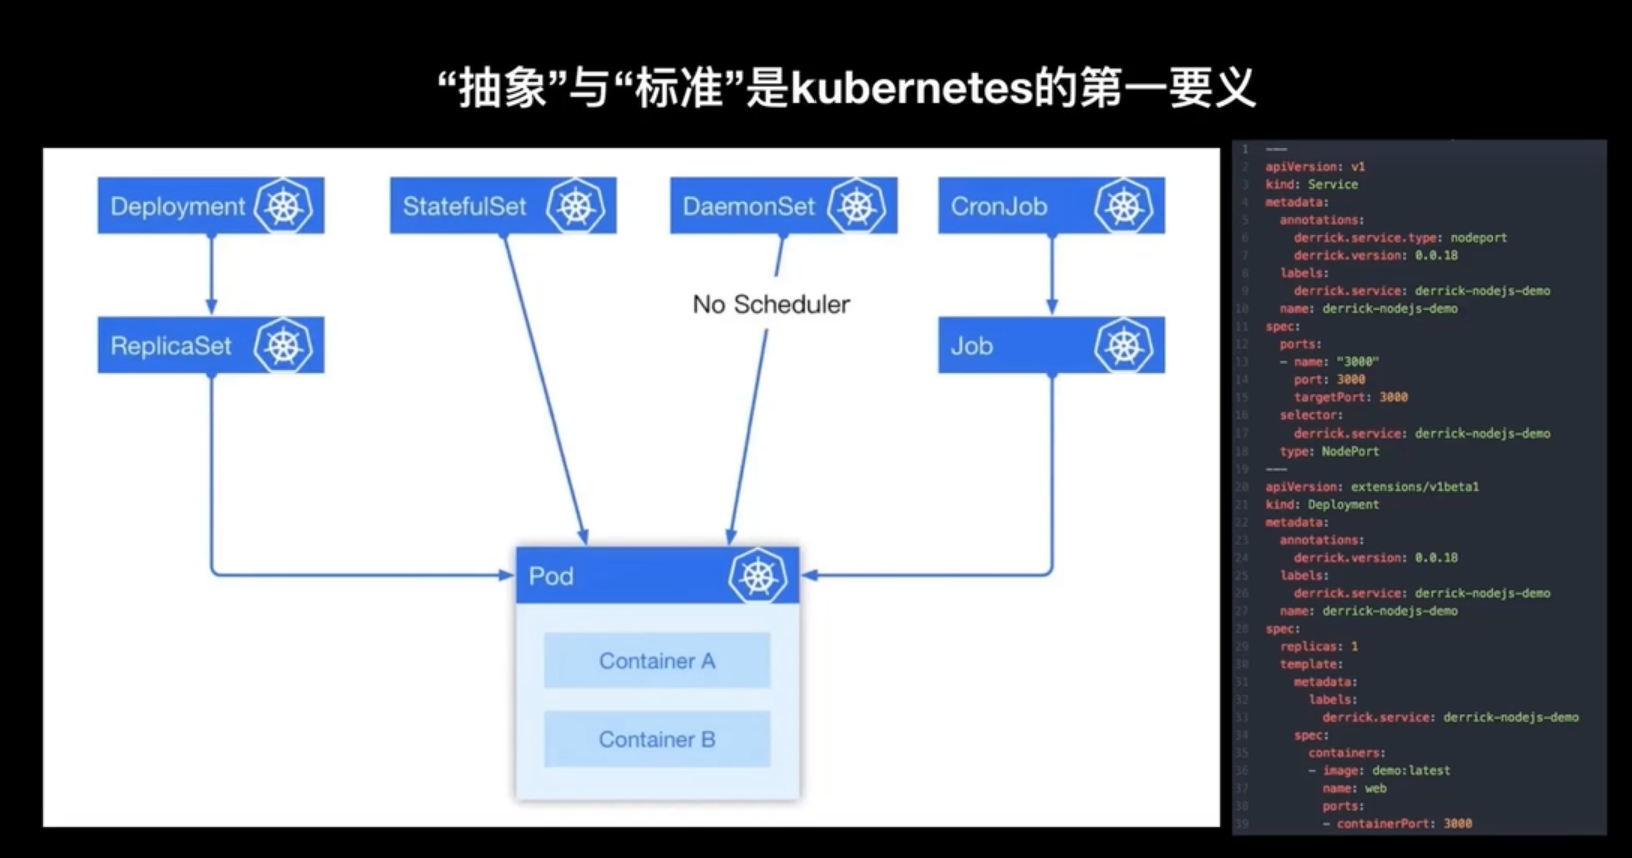 “抽象”与“标准”是kubernetes的第一要义
Deployment
StatefulSet
DaemonSet
CronJob
No Scheduler
ReplicaSet
Job
Pod
Container A
Container B
1 ---
2 apiVersion: v1
3 kind: Service
4 metadata:
5 annotations:
6 derrick.service.type: nodeport
7 derrick.version: 0.0.18
8 labels:
9 derrick.service: derrick-nodejs-demo
10 name: derrick-nodejs-demo
11 spec:
12 ports:
13 - name: "3000"
14 port: 3000
15 targetPort: 3000
16 selector:
17 derrick.service: derrick-nodejs-demo
18 type: NodePort
19 ---
20 apiVersion: extensions/v1beta1
21 kind: Deployment
22 metadata:
23 annotations:
24 derrick.version: 0.0.18
25 labels:
26 derrick.service: derrick-nodejs-demo
27 name: derrick-nodejs-demo
28 spec:
29 replicas: 1
30 template:
31 metadata:
32 labels:
33 derrick.service: derrick-nodejs-demo
34 spec:
35 containers:
36 - image: demo:latest
37 name: web
38 ports:
39 - containerPort: 3000